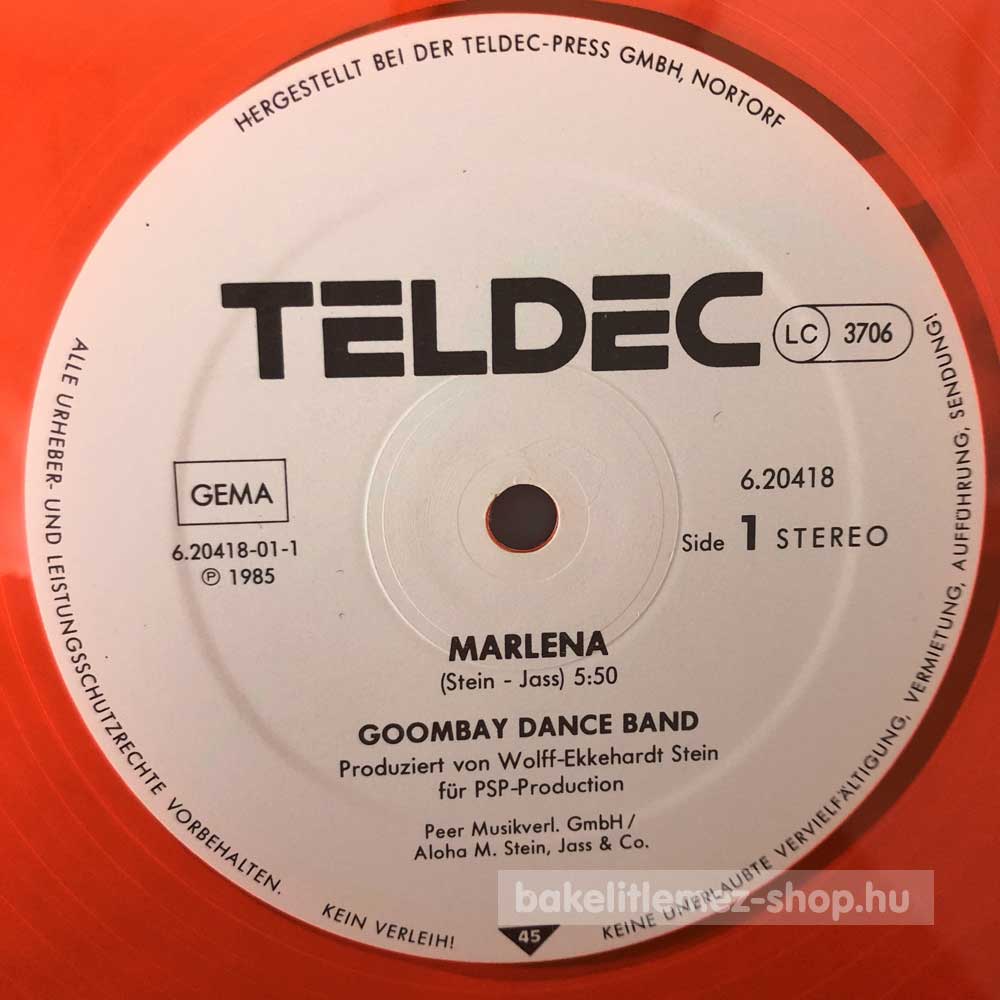 HERGESTELLT BEI DER TELDEC-PRESS GMBH, NORTORF
TELDEC
LC 3706
GEMA
6.20418-01-1
℗ 1985
6.20418
Side 1 STEREO
MARLENA
(Stein - Jass) 5:50
GOOMBAY DANCE BAND
Produziert von Wolff-Ekkehardt Stein
für PSP-Production
Peer Musikverl. GmbH/
Aloha M. Stein, Jass & Co.
ALLE URHEBER- UND LEISTUNGSSCHUTZRECHTE VORBEHALTEN.
KEIN VERLEIH!
45
KEINE UNERLAUBTE VERVIELFÄLTIGUNG, VERMIETUNG, AUFFÜHRUNG, SENDUNG!
bakelitlemez-shop.hu